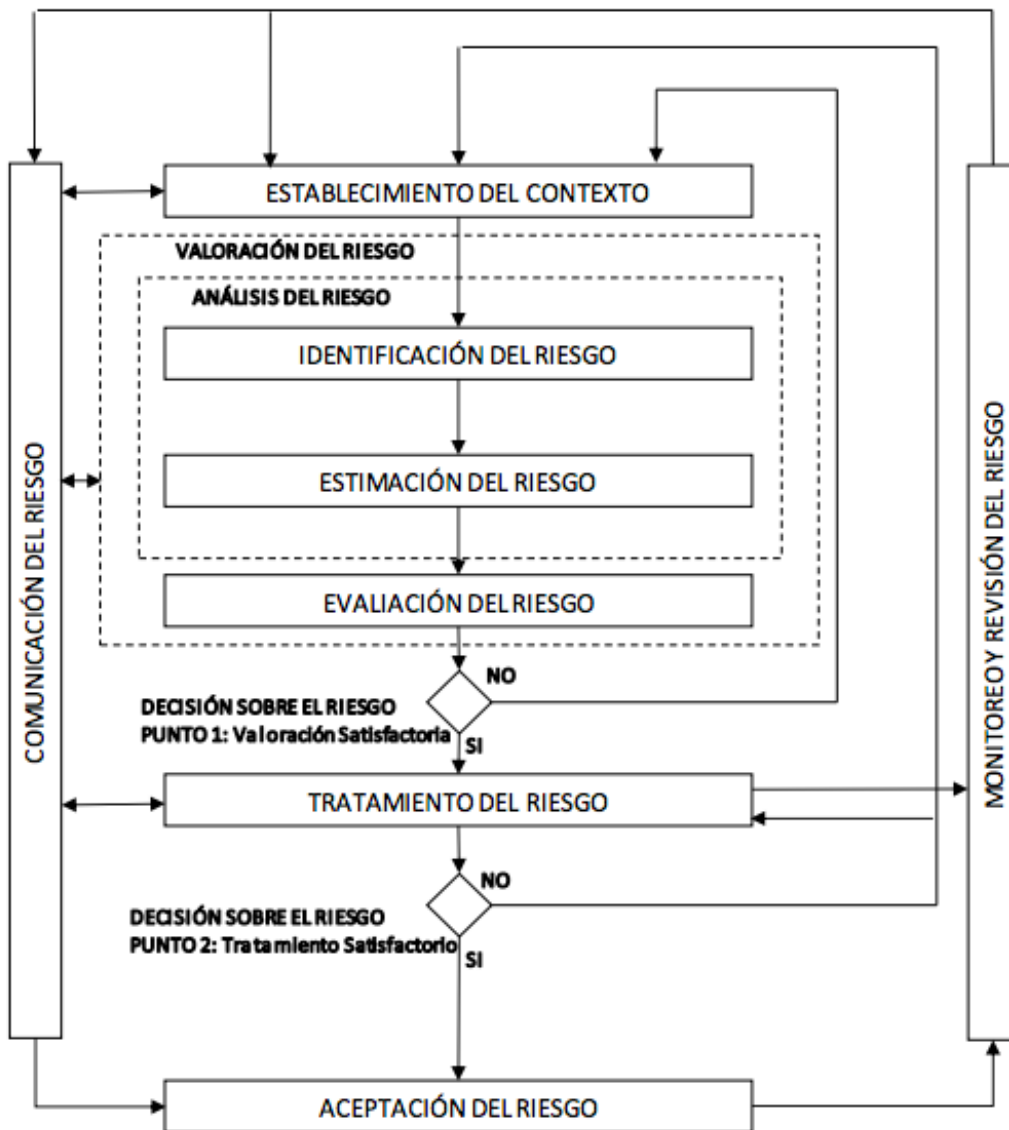 ESTABLECIMIENTO DEL CONTEXTO
VALORACIÓN DEL RIESGO
ANÁLISIS DEL RIESGO
IDENTIFICACIÓN DEL RIESGO
ESTIMACIÓN DEL RIESGO
EVALIACIÓN DEL RIESGO
NO
DECISIÓN SOBRE EL RIESGO
PUNTO 1: Valoración Satisfactoria
SI
TRATAMIENTO DEL RIESGO
NO
DECISIÓN SOBRE EL RIESGO
PUNTO 2: Tratamiento Satisfactorio
SI
ACEPTACIÓN DEL RIESGO
COMUNICACIÓN DEL RIESGO
MONITOREO Y REVISIÓN DEL RIESGO